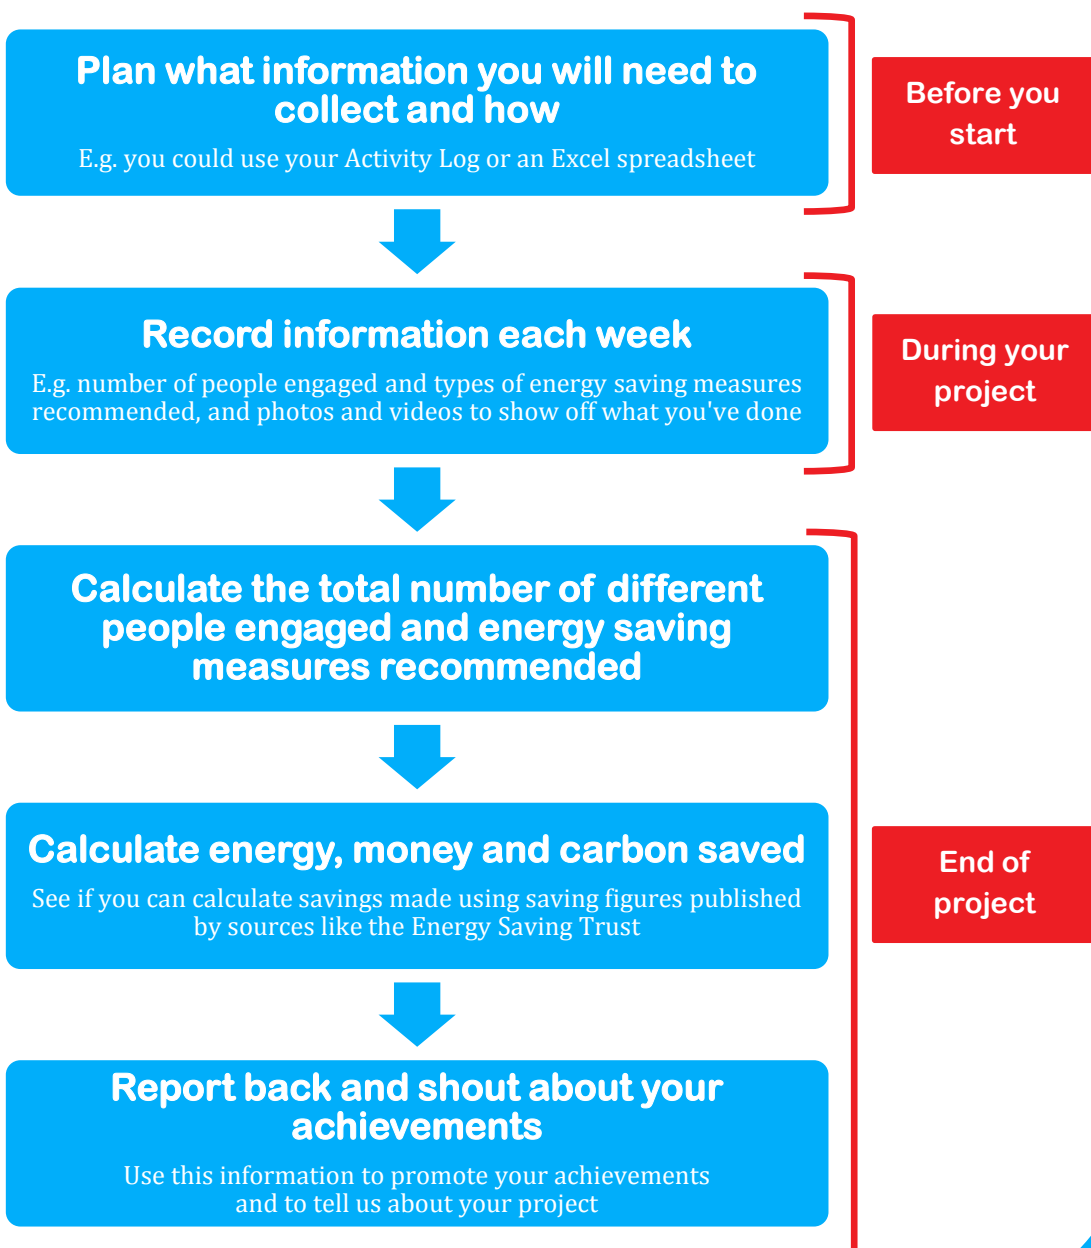 Plan what information you will need to
collect and how
E.g. you could use your Activity Log or an Excel spreadsheet
Before you
start
Record information each week
E.g. number of people engaged and types of energy saving measures
recommended, and photos and videos to show off what you've done
During your
project
Calculate the total number of different
people engaged and energy saving
measures recommended
Calculate energy, money and carbon saved
See if you can calculate savings made using saving figures published
by sources like the Energy Saving Trust
End of
project
Report back and shout about your
achievements
Use this information to promote your achievements
and to tell us about your project